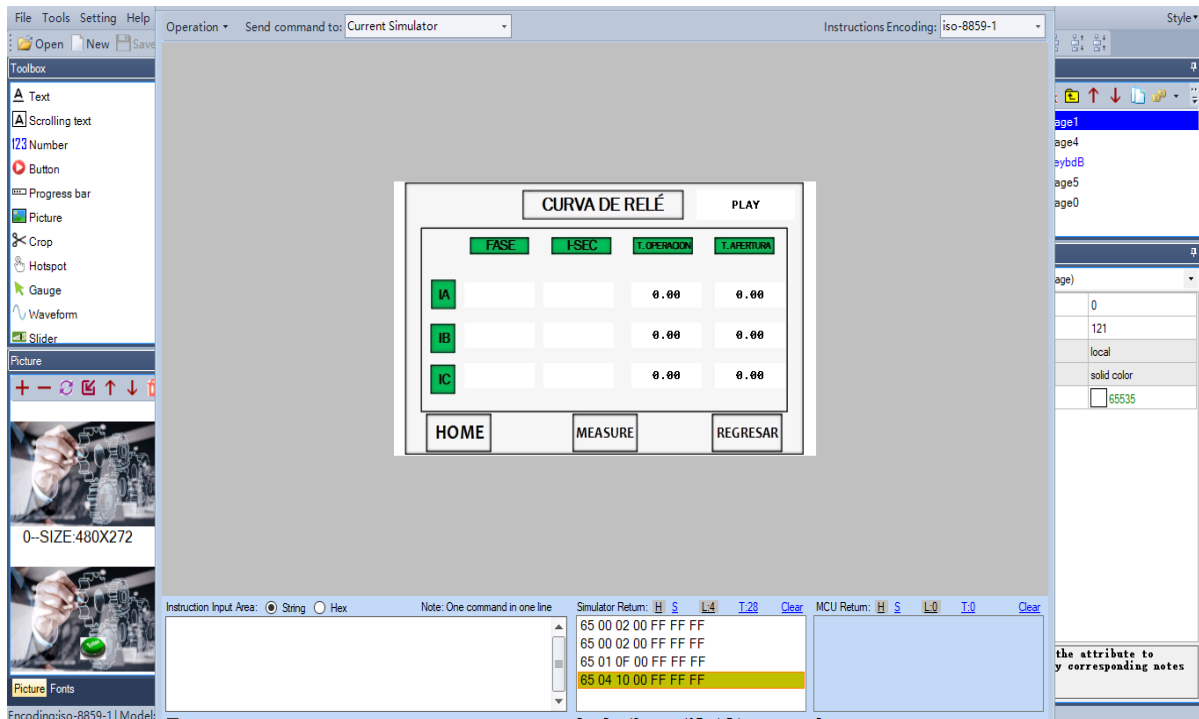 File Tools Setting Help
Operation Send command to: Current Simulator Instructions Encoding: iso-8859-1
Style
Open New Save
Toolbox
A Text
A Scrolling text
123 Number
Button
Progress bar
Picture
Crop
Hotspot
Gauge
Waveform
Slider
Picture
0--SIZE:480X272
Picture Fonts
Encoding:iso-8859-1| Model:
CURVA DE RELÉ PLAY
FASE I-SEC T.OPERACION T.APERTURA
IA 0.00 0.00
IB 0.00 0.00
IC 0.00 0.00
HOME MEASURE REGRESAR
Instruction Input Area: String Hex Note: One command in one line
Simulator Return: H S L:4 T:28 Clear
65 00 02 00 FF FF FF
65 00 02 00 FF FF FF
65 01 0F 00 FF FF FF
65 04 10 00 FF FF FF
MCU Return: H S L:0 T:0 Clear
age1
age4
eybdB
age5
age0
age)
0
121
local
solid color
65535
the attribute to
y corresponding notes